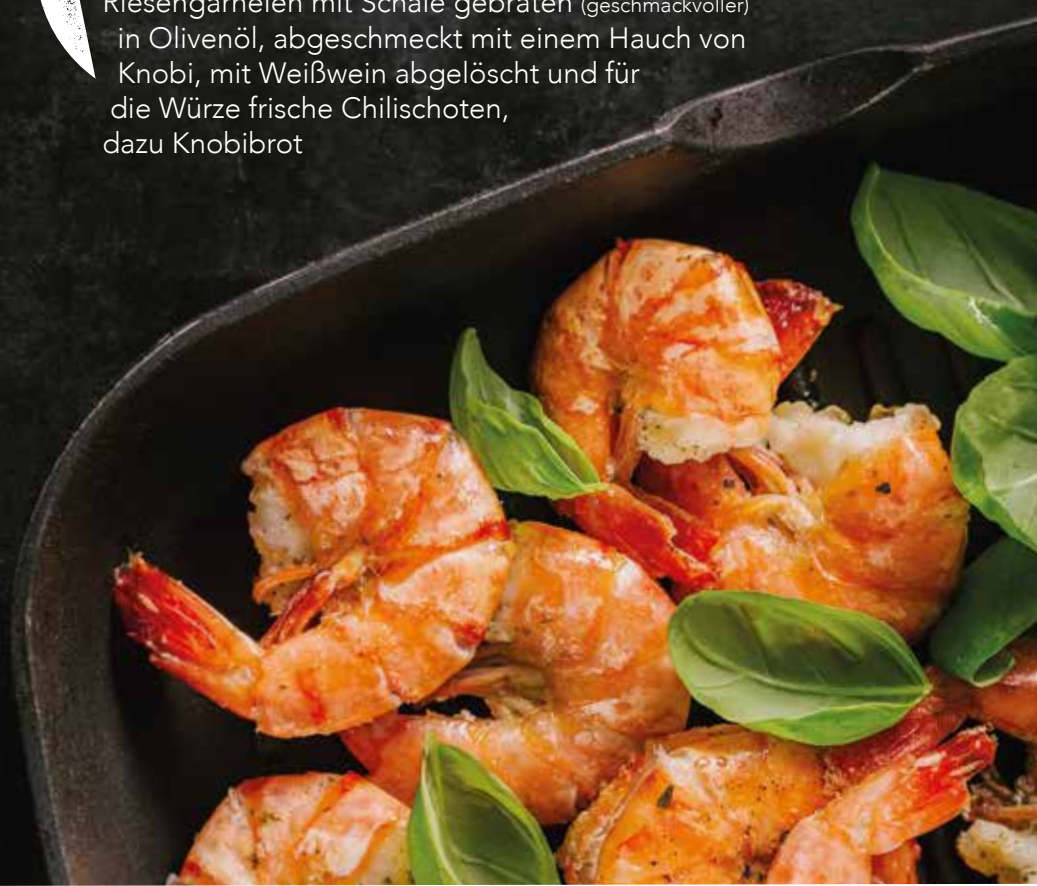 Riesengarnelen mit Schale gebraten (geschmackvoller)
in Olivenöl, abgeschmeckt mit einem Hauch von
Knobi, mit Weißwein abgelöscht und für
die Würze frische Chilischoten,
dazu Knobibrot